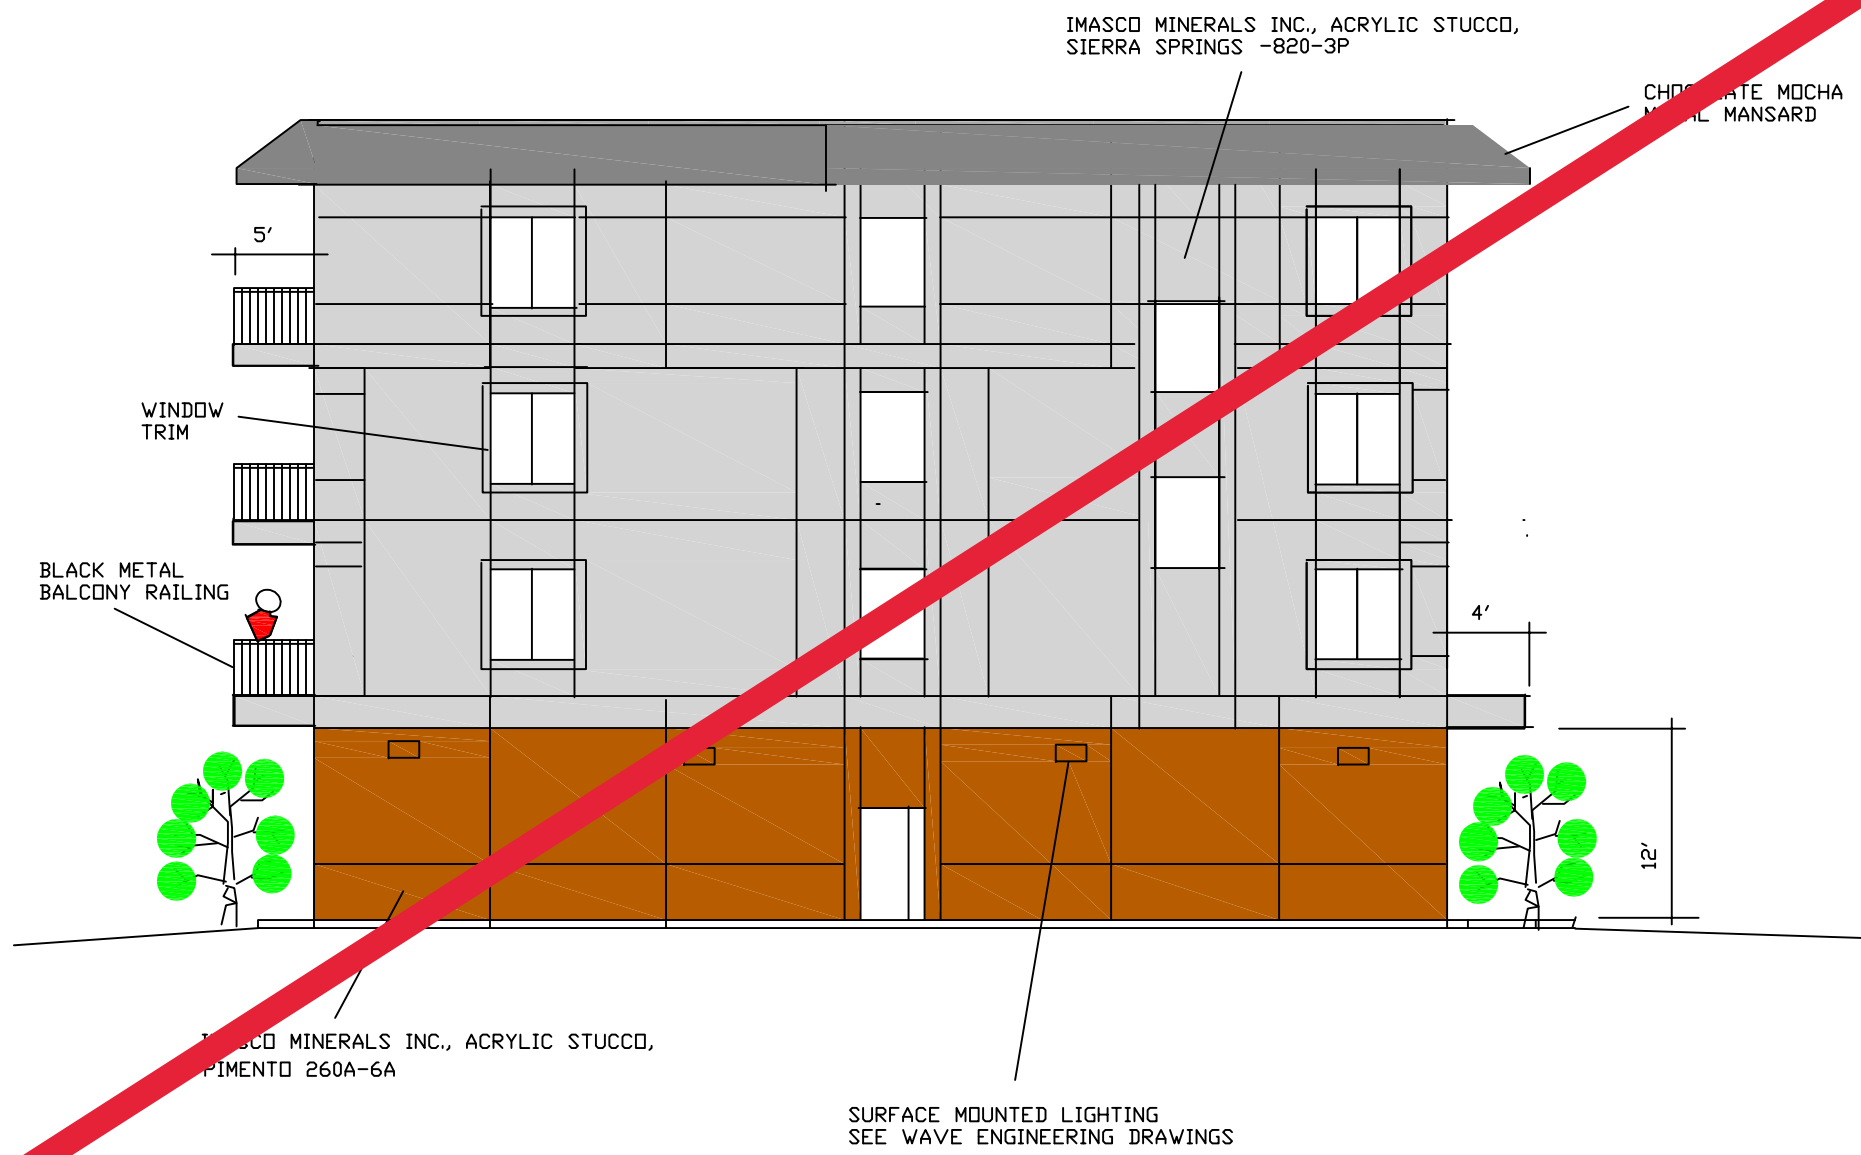 IMASCO MINERALS INC., ACRYLIC STUCCO,
SIERRA SPRINGS -820-3P
MOCHA
MANSARD
5'
WINDOW
TRIM
BLACK METAL
BALCONY RAILING
4'
12'
MINERALS INC., ACRYLIC STUCCO,
PIMENTO 260A-6A
SURFACE MOUNTED LIGHTING
SEE WAVE ENGINEERING DRAWINGS